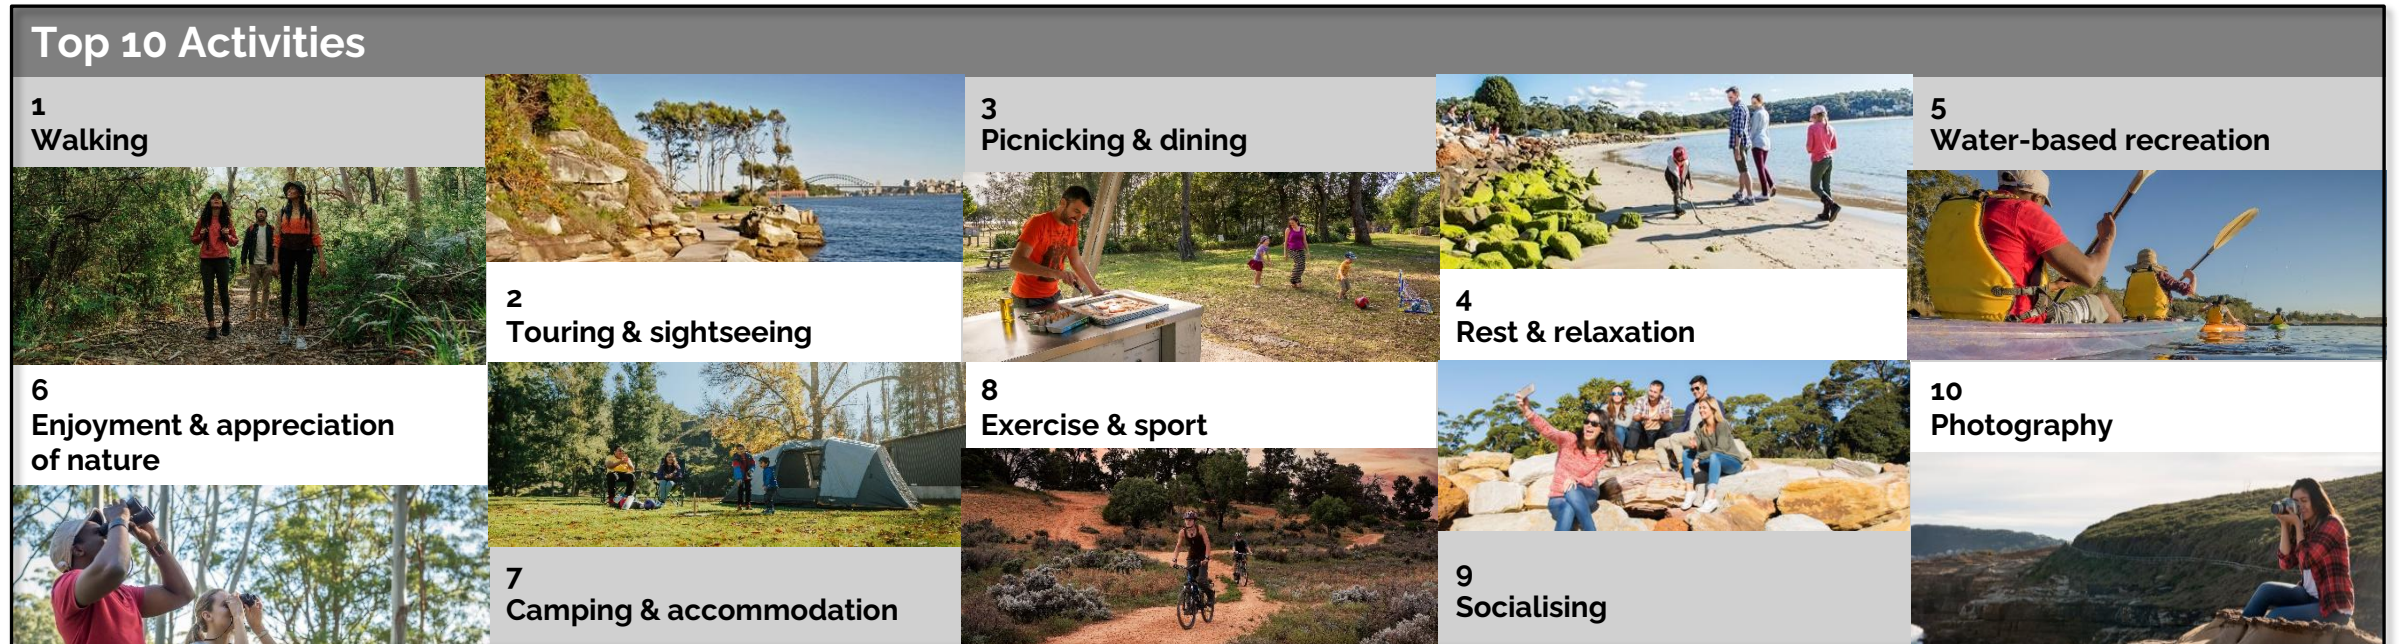 Top 10 Activities
1
Walking
2
Touring & sightseeing
3
Picnicking & dining
4
Rest & relaxation
5
Water-based recreation
6
Enjoyment & appreciation
of nature
7
Camping & accommodation
8
Exercise & sport
9
Socialising
10
Photography